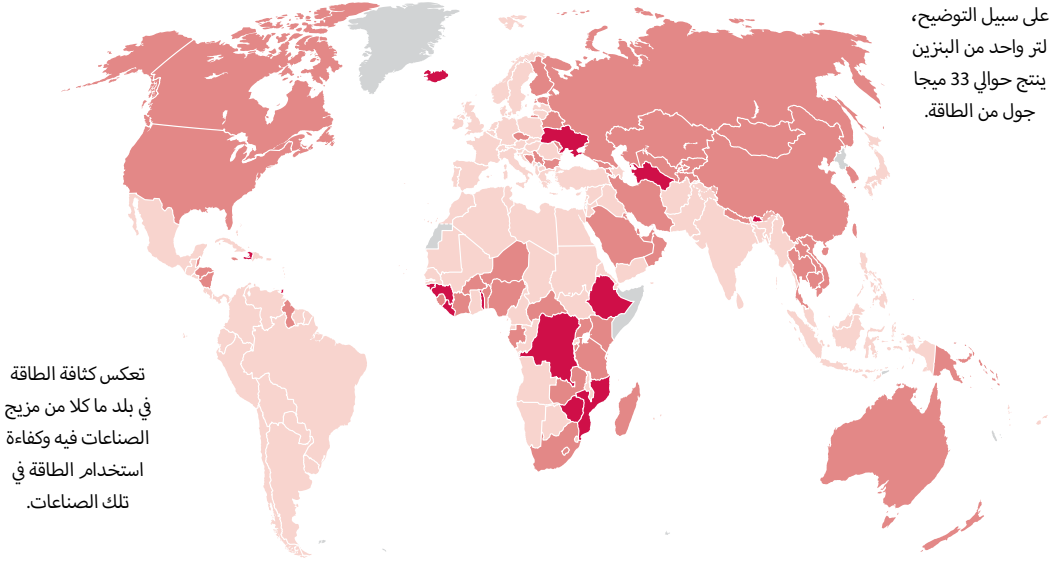 على سبيل التوضيح،
لتر واحد من البنزين
ينتج حوالي 33 ميجا
جول من الطاقة.
تعكس كثافة الطاقة
في بلد ما كلا من مزيج
الصناعات فيه وكفاءة
استخدام الطاقة في
تلك الصناعات.